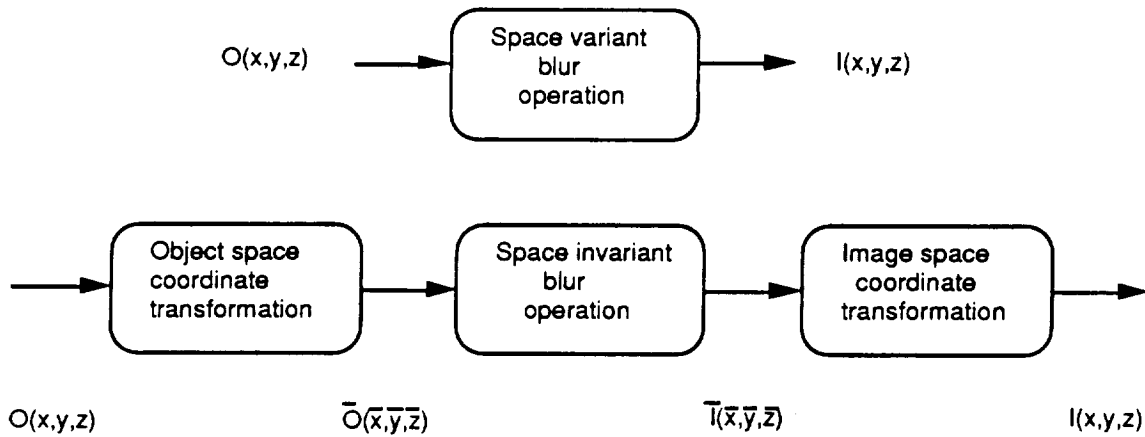 O(x,y,z)
Space variant
blur
operation
I(x,y,z)
Object space
coordinate
transformation
Space invariant
blur
operation
Image space
coordinate
transformation
O(x,y,z)
O̅(x̅,y̅,z̅)
I̅(x̅,y̅,z̅)
I(x,y,z)